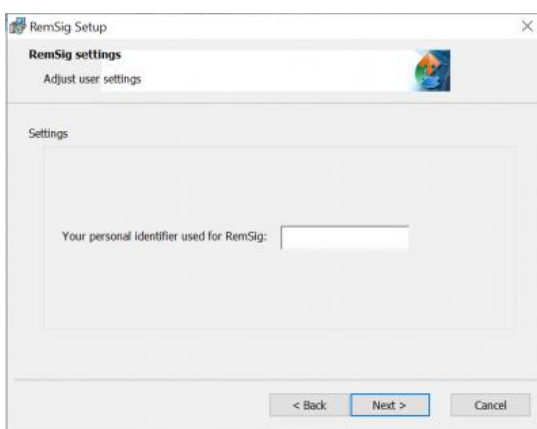 RemSig Setup
RemSig settings
Adjust user settings
Settings
Your personal identifier used for RemSig:
< Back Next > Cancel